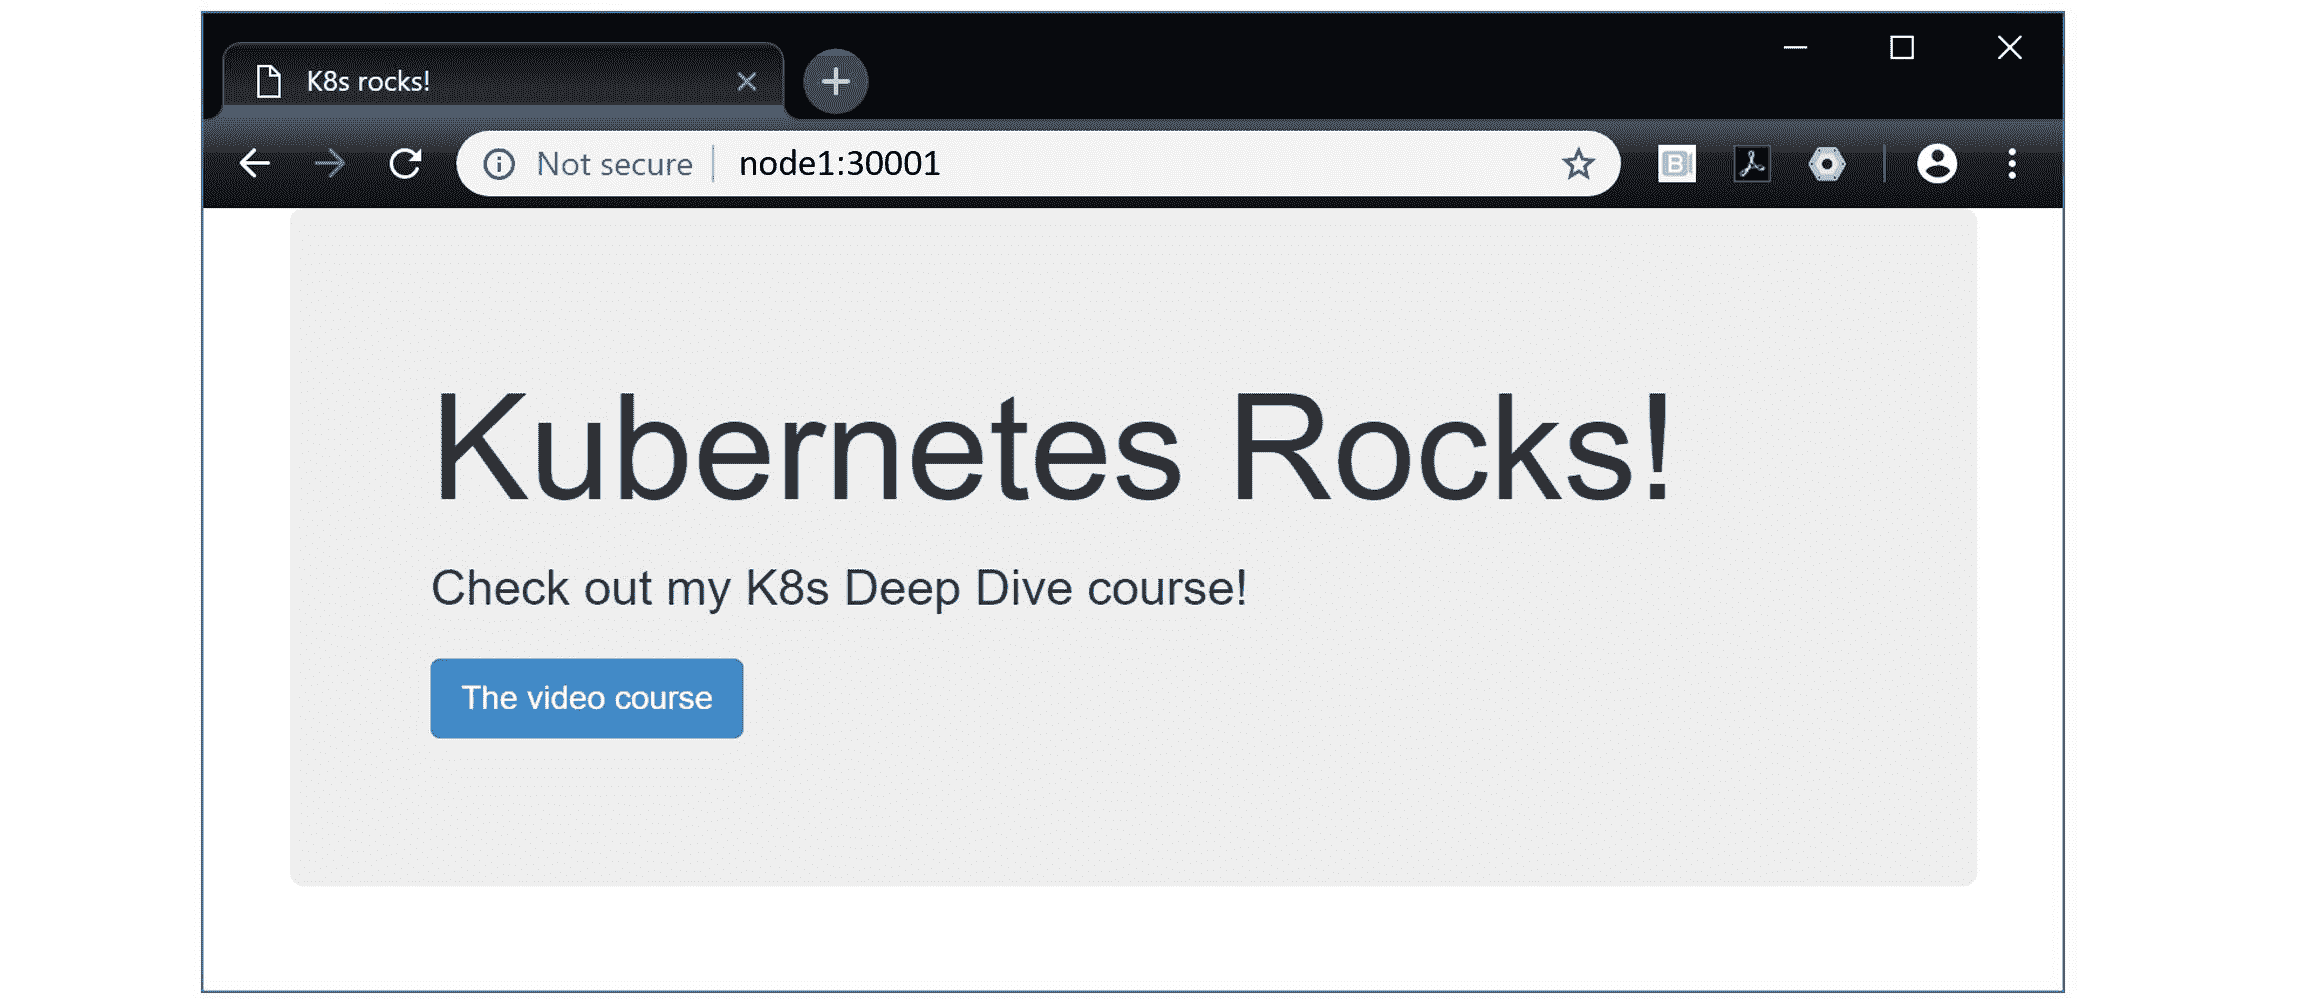 K8s rocks!
Not secure node1:30001
Kubernetes Rocks!
Check out my K8s Deep Dive course!
The video course